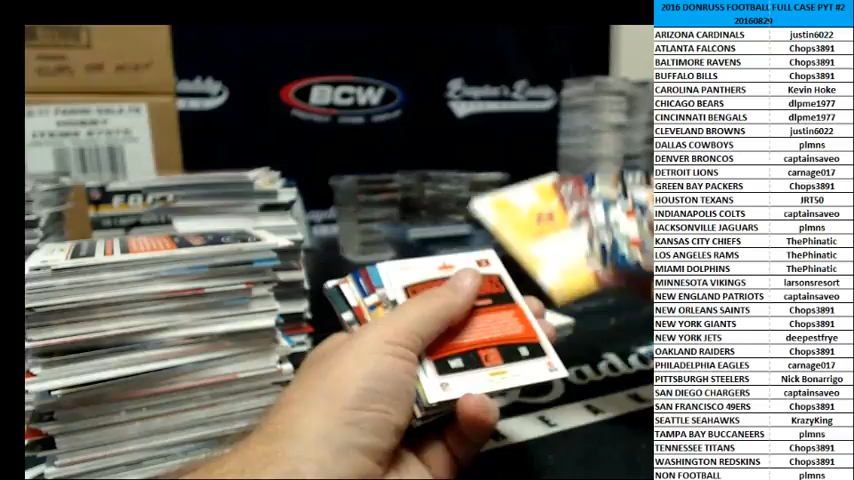 2016 DONRUSS FOOTBALL FULL CASE PYT #2
20160829
ARIZONA CARDINALS justin6022
ATLANTA FALCONS Chops3891
BALTIMORE RAVENS Chops3891
BUFFALO BILLS Chops3891
CAROLINA PANTHERS Kevin Hoke
CHICAGO BEARS dlpme1977
CINCINNATI BENGALS dlpme1977
CLEVELAND BROWNS justin6022
DALLAS COWBOYS plmns
DENVER BRONCOS captainsaveo
DETROIT LIONS carnage017
GREEN BAY PACKERS Chops3891
HOUSTON TEXANS JRT50
INDIANAPOLIS COLTS captainsaveo
JACKSONVILLE JAGUARS plmns
KANSAS CITY CHIEFS ThePhinatic
LOS ANGELES RAMS ThePhinatic
MIAMI DOLPHINS ThePhinatic
MINNESOTA VIKINGS larsonsresort
NEW ENGLAND PATRIOTS captainsaveo
NEW ORLEANS SAINTS Chops3891
NEW YORK GIANTS Chops3891
NEW YORK JETS deepestfrye
OAKLAND RAIDERS Chops3891
PHILADELPHIA EAGLES carnage017
PITTSBURGH STEELERS Nick Bonarrigo
SAN DIEGO CHARGERS captainsaveo
SAN FRANCISCO 49ERS Chops3891
SEATTLE SEAHAWKS KrazyKing
TAMPA BAY BUCCANEERS plmns
TENNESSEE TITANS Chops3891
WASHINGTON REDSKINS Chops3891
NON FOOTBALL plmns
BCW